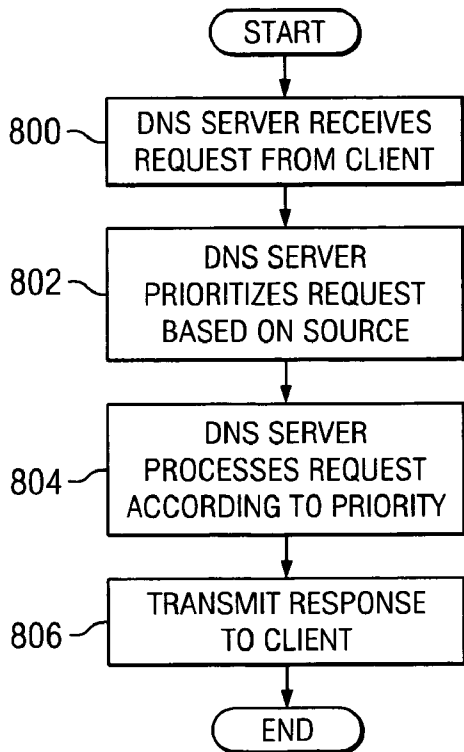 START
800
DNS SERVER RECEIVES
REQUEST FROM CLIENT
802
DNS SERVER
PRIORITIZES REQUEST
BASED ON SOURCE
804
DNS SERVER
PROCESSES REQUEST
ACCORDING TO PRIORITY
806
TRANSMIT RESPONSE
TO CLIENT
END